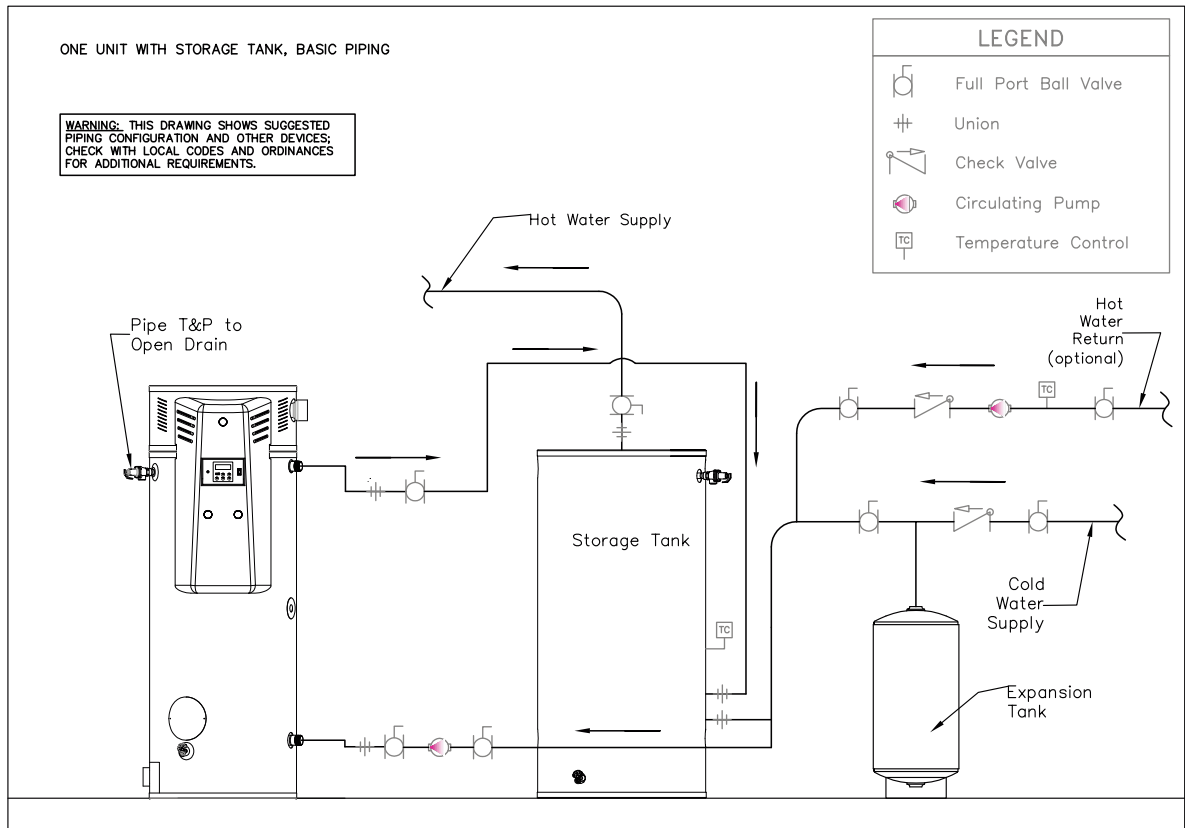 ONE UNIT WITH STORAGE TANK, BASIC PIPING
WARNING: THIS DRAWING SHOWS SUGGESTED
PIPING CONFIGURATION AND OTHER DEVICES;
CHECK WITH LOCAL CODES AND ORDINANCES
FOR ADDITIONAL REQUIREMENTS.
LEGEND
Full Port Ball Valve
Union
Check Valve
Circulating Pump
TC
Temperature Control
Hot Water Supply
Pipe T&P to
Open Drain
Hot
Water
Return
(optional)
TC
Storage Tank
Cold
Water
Supply
TC
Expansion
Tank